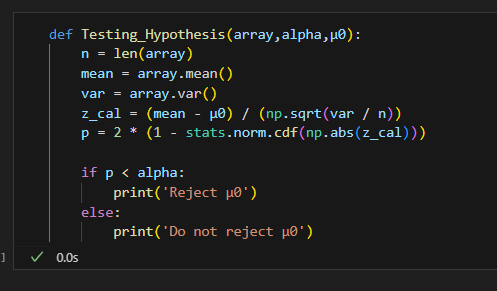 def Testing_Hypothesis(array,alpha,μ0):
    n = len(array)
    mean = array.mean()
    var = array.var()
    z_cal = (mean - μ0) / (np.sqrt(var / n))
    p = 2 * (1 - stats.norm.cdf(np.abs(z_cal)))

    if p < alpha:
        print('Reject μ0')
    else:
        print('Do not reject μ0')
] ✓ 0.0s